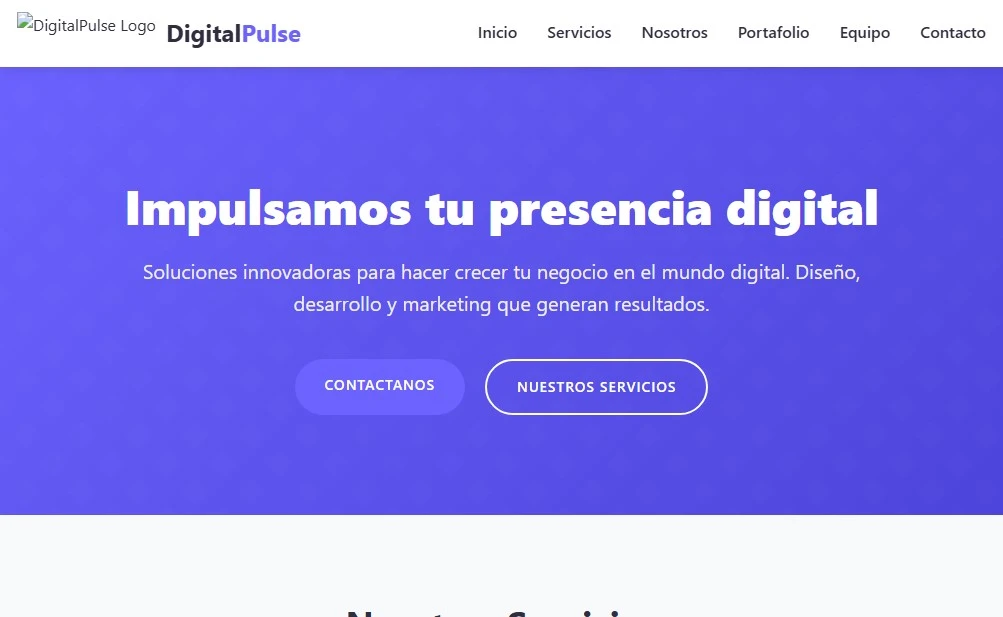 DigitalPulse Logo
DigitalPulse
Inicio
Servicios
Nosotros
Portafolio
Equipo
Contacto
Impulsamos tu presencia digital
Soluciones innovadoras para hacer crecer tu negocio en el mundo digital. Diseño,
desarrollo y marketing que generan resultados.
CONTACTANOS
NUESTROS SERVICIOS